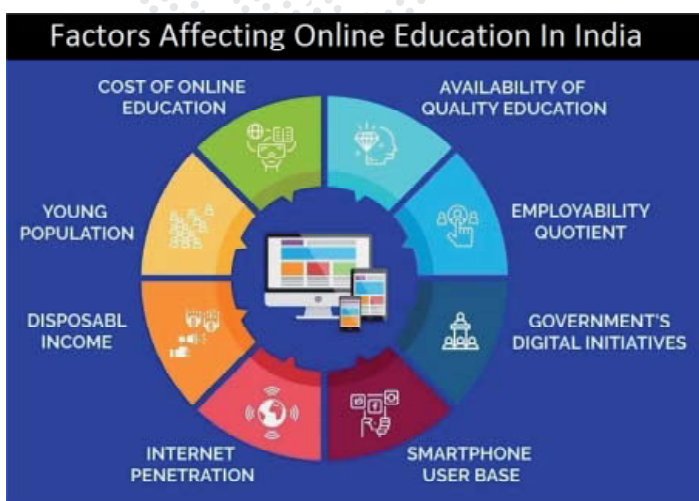 Factors Affecting Online Education In India
COST OF ONLINE
EDUCATION
AVAILABILITY OF
QUALITY EDUCATION
YOUNG
POPULATION
EMPLOYABILITY
QUOTIENT
DISPOSABL
INCOME
GOVERNMENT'S
DIGITAL INITIATIVES
INTERNET
PENETRATION
SMARTPHONE
USER BASE